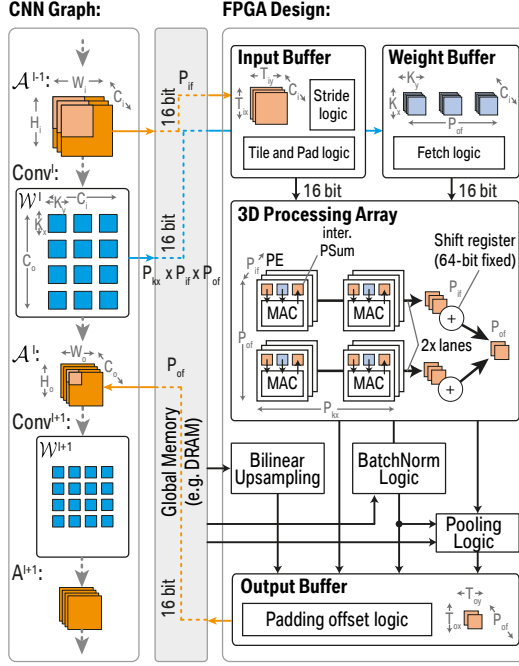 CNN Graph:
FPGA Design:
𝒜^l-1:
W_i
C_i
H_i
Conv^l:
𝒲^l
K_y
C_i
K_x
C_o
𝒜^l:
W_o
C_o
H_o
Conv^l+1:
𝒲^l+1
A^l+1:
P_if
16 bit
16 bit
P_kx x P_if x P_of
P_of
Global Memory
(e.g. DRAM)
16 bit
Input Buffer
T_iy
T_ix
C_i
Stride
logic
Tile and Pad logic
Weight Buffer
K_y
K_x
C_i
P_of
Fetch logic
16 bit
16 bit
3D Processing Array
inter.
PSum
Shift register
(64-bit fixed)
P_if
PE
MAC
MAC
P_if
P_of
P_of
2x lanes
MAC
MAC
P_kx
Bilinear
Upsampling
BatchNorm
Logic
Pooling
Logic
Output Buffer
Padding offset logic
T_oy
T_ox
P_of